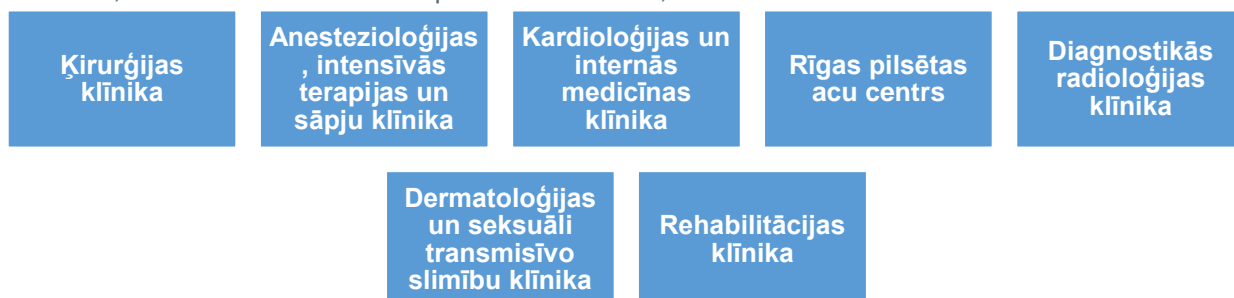 Ķirurģijas
klīnika
Anestezioloģijas
, intensīvās
terapijas un
sāpju klīnika
Kardioloģijas un
internās
medicīnas
klīnika
Rīgas pilsētas
acu centrs
Diagnostikās
radioloģijas
klīnika
Dermatoloģijas
un seksuāli
transmisīvo
slimību klīnika
Rehabilitācijas
klīnika